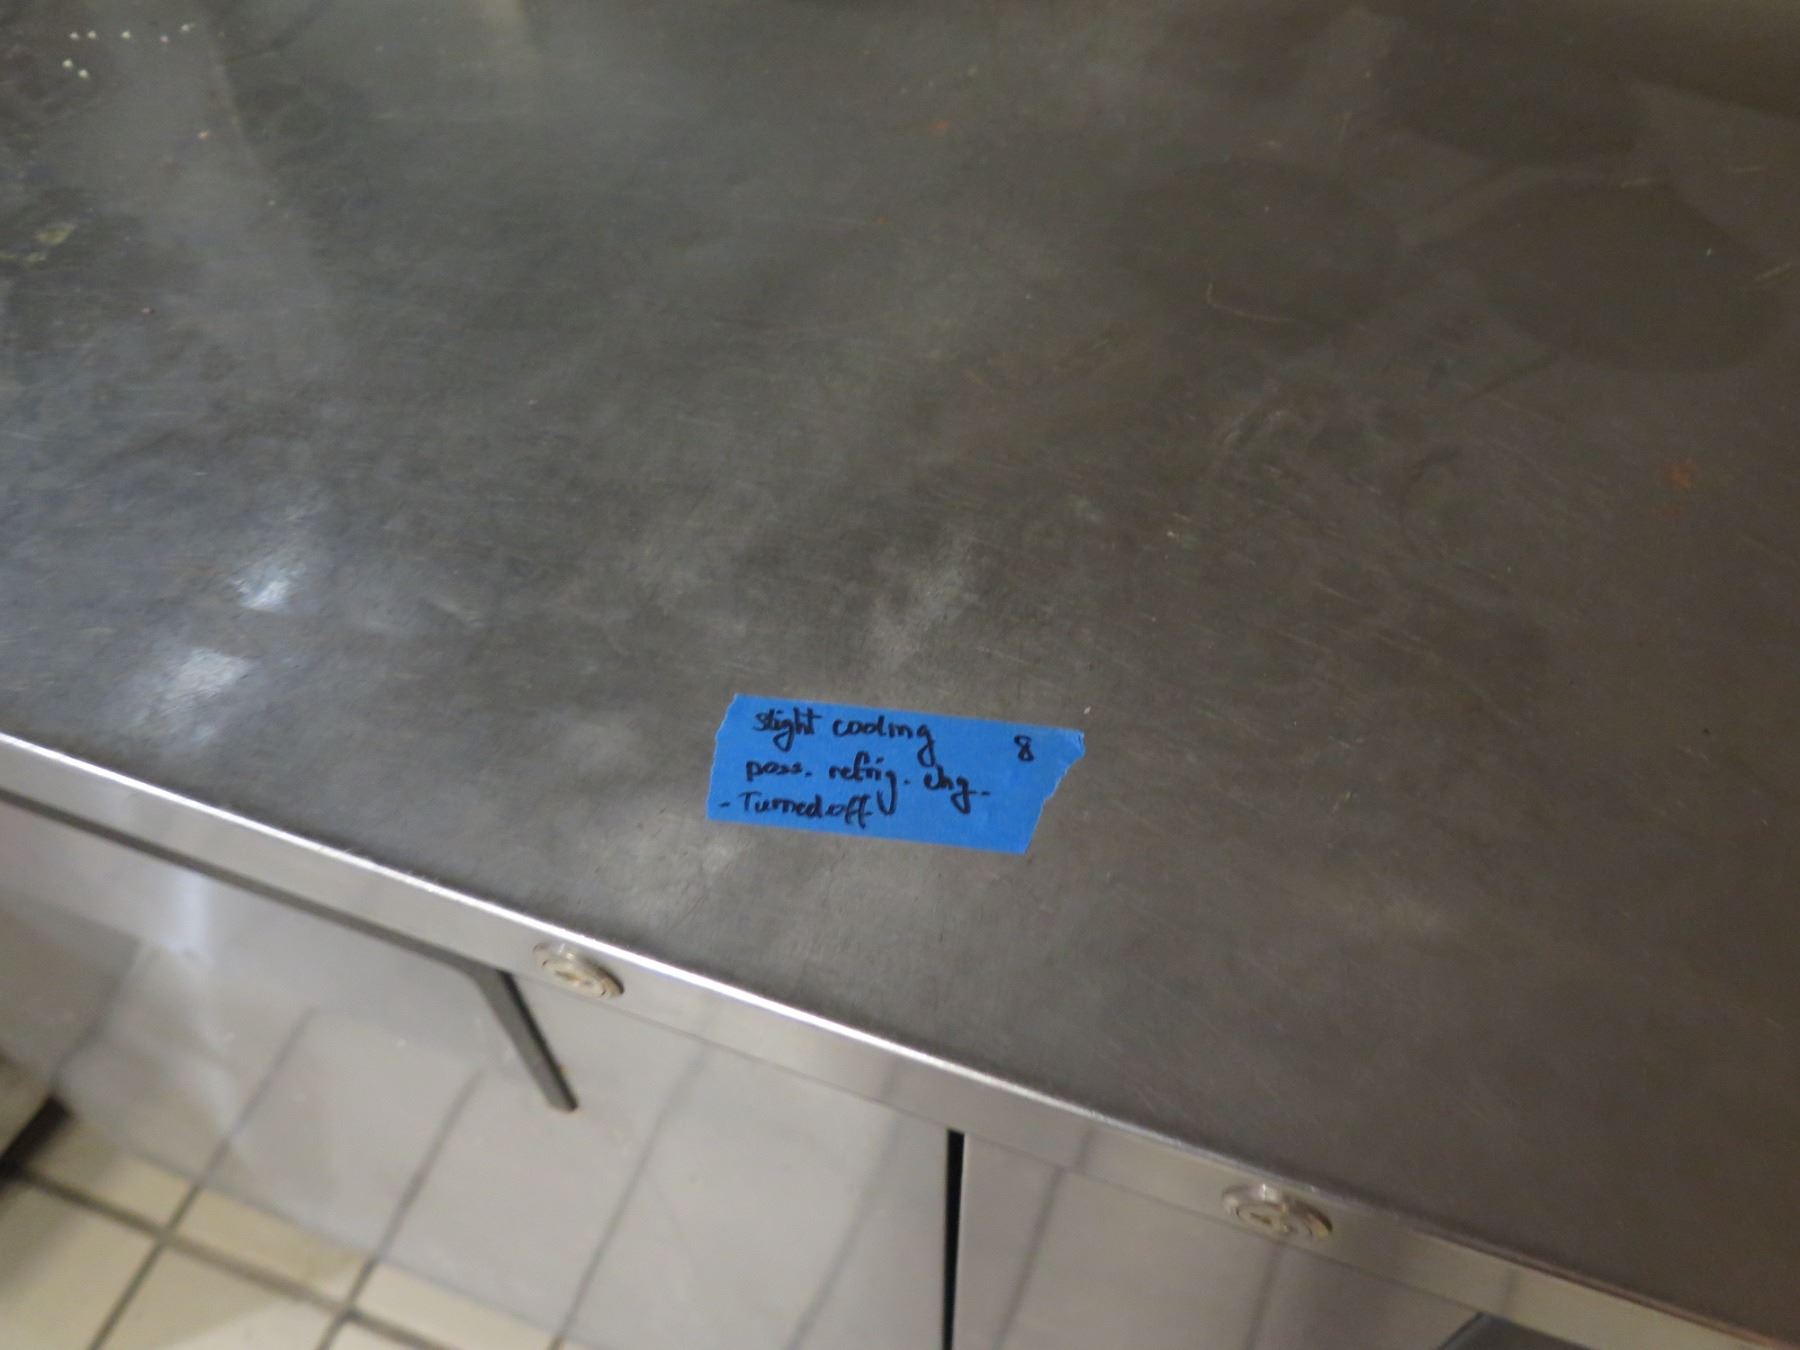 slight cooling 8
poss. refrig. chg.
- Turned off